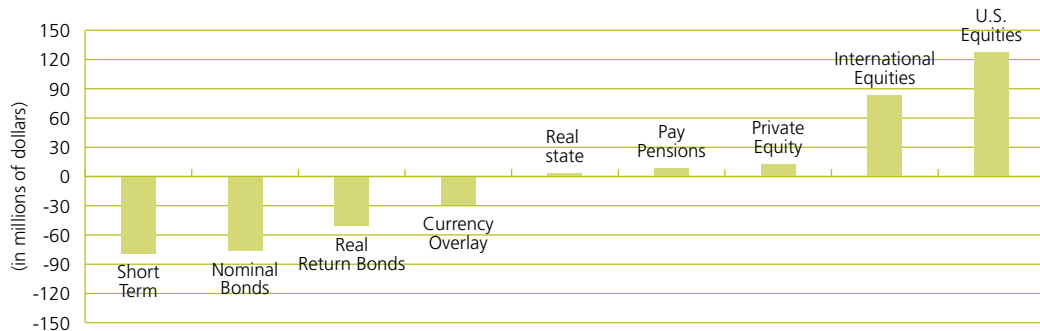 (in millions of dollars)
150
120
90
60
30
0
-30
-60
-90
-120
-150
Short
Term
Nominal
Bonds
Real
Return Bonds
Currency
Overlay
Real
state
Pay
Pensions
Private
Equity
International
Equities
U.S.
Equities